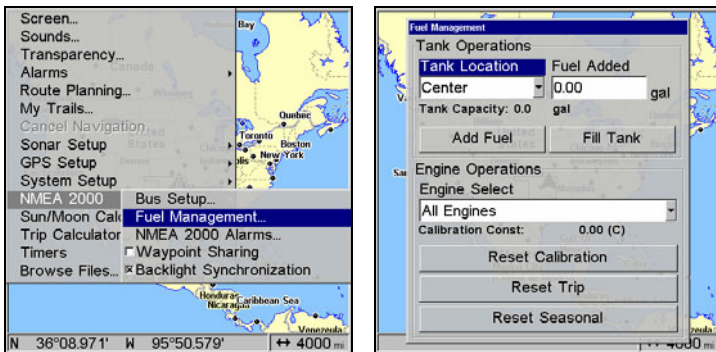 Screen…
Sounds…
Transparency…
Alarms
Route Planning…
My Trails…
Cancel Navigation
Sonar Setup
GPS Setup
System Setup
NMEA 2000
Sun/Moon Calc
Trip Calculator
Timers
Browse Files…
Bus Setup…
Fuel Management…
NMEA 2000 Alarms…
Waypoint Sharing
Backlight Synchronization
Bay
Canada
Quebec
Toronto
Boston
New York
Honduras
Nicaragua
Caribbean Sea
Venezuela
N 36°08.971' W 95°50.579' ↔ 4000 mi
Fuel Management
Tank Operations
Tank Location Fuel Added
Center 0.00 gal
Tank Capacity: 0.0 gal
Add Fuel Fill Tank
Engine Operations
Engine Select
All Engines
Calibration Const: 0.00 (C)
Reset Calibration
Reset Trip
Reset Seasonal
4000 mi